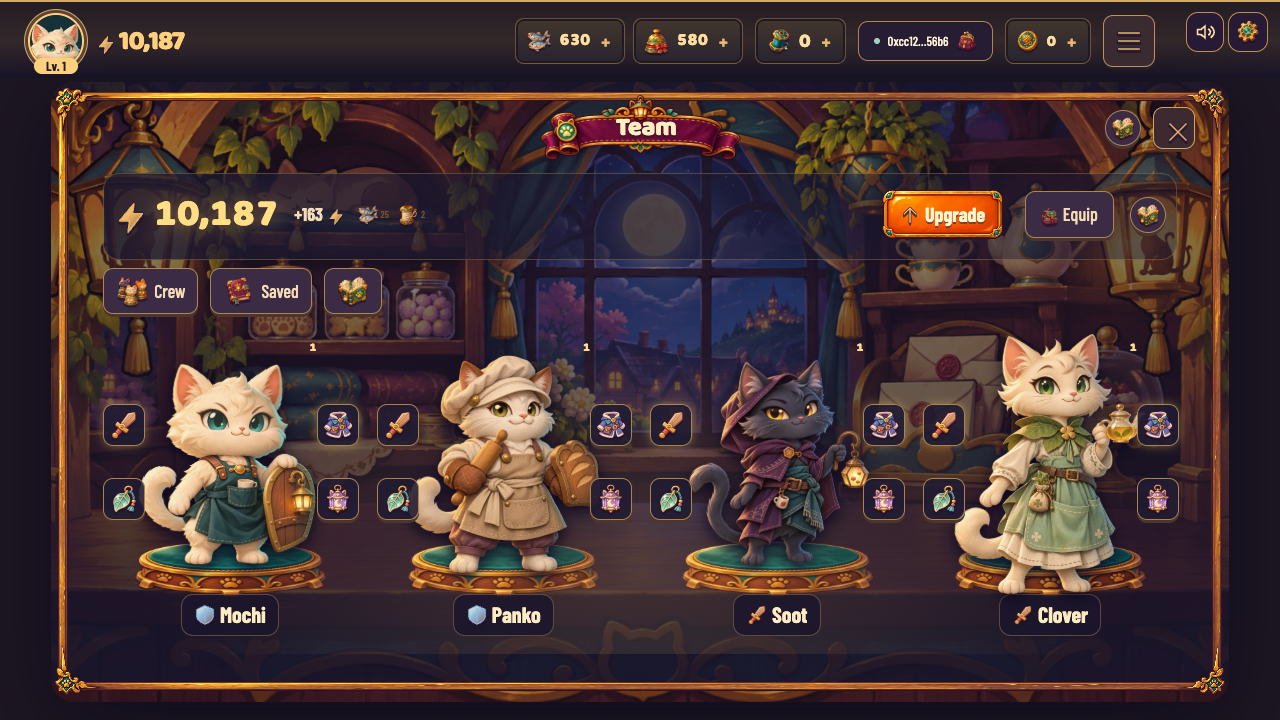 10,187
Lv. 1
630 +
580 +
0 +
0xcc12...56b6
0 +
Team
10,187 +163 25 2
Upgrade
Equip
Crew
Saved
1
1
1
1
Mochi
Panko
Soot
Clover